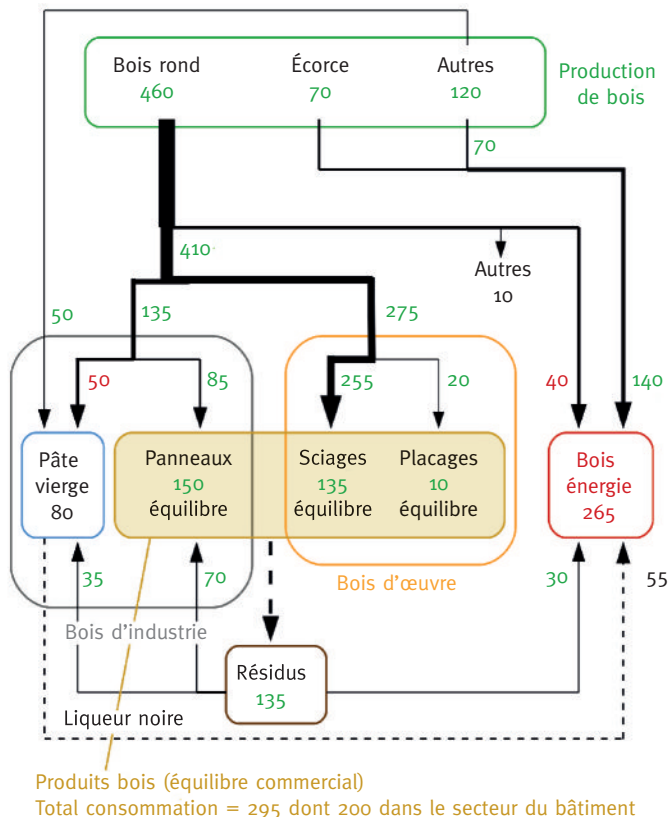 Bois rond
460
Écorce
70
Autres
120
Production
de bois
70
410
Autres
10
50
135
275
50
85
255
20
40
140
Pâte
vierge
80
Panneaux
150
équilibre
Sciages
135
équilibre
Placages
10
équilibre
Bois
énergie
265
35
70
Bois d'œuvre
30
55
Bois d'industrie
Résidus
135
Liqueur noire
Produits bois (équilibre commercial)
Total consommation = 295 dont 200 dans le secteur du bâtiment